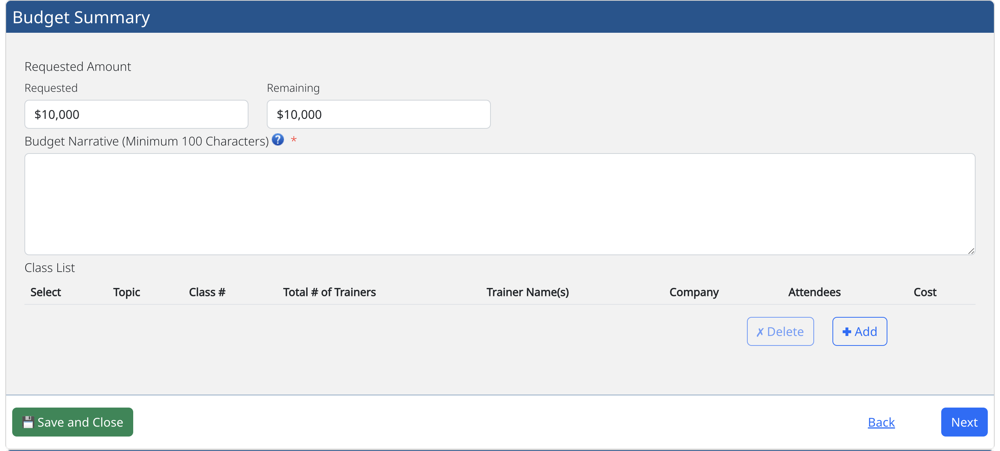 Budget Summary
Requested Amount
Requested Remaining
$10,000 $10,000
Budget Narrative (Minimum 100 Characters) ? *
Class List
Select Topic Class # Total # of Trainers Trainer Name(s) Company Attendees Cost
✗ Delete ✚ Add
💾 Save and Close Back Next